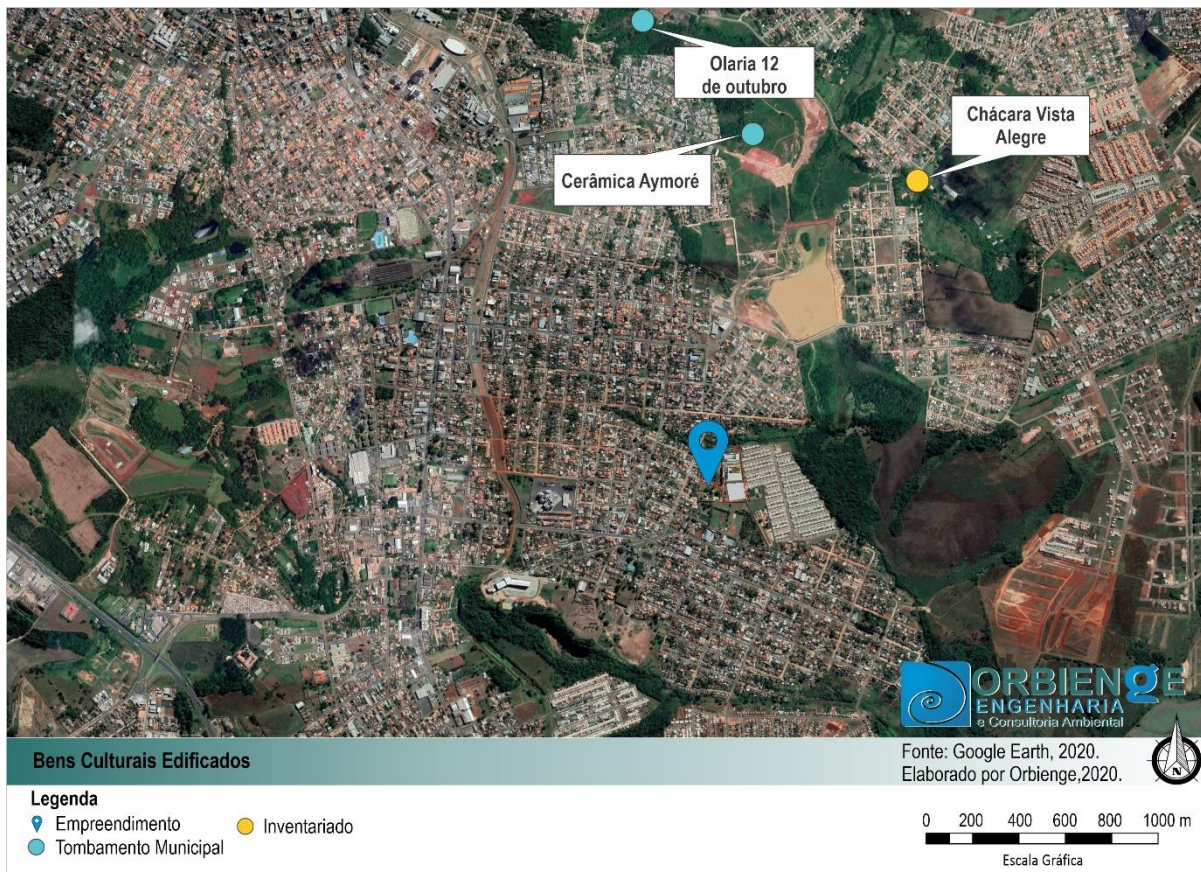 Olaria 12
de outubro
Chácara Vista
Alegre
Cerâmica Aymoré
ORBIENGE
ENGENHARIA
e Consultoria Ambiental
Bens Culturais Edificados
Fonte: Google Earth, 2020.
Elaborado por Orbienge,2020.
N
Legenda
Empreendimento
Inventariado
Tombamento Municipal
0 200 400 600 800 1000 m
Escala Gráfica